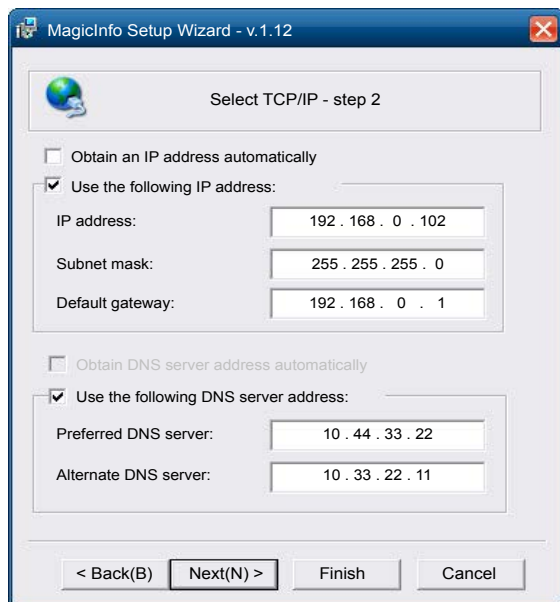 MagicInfo Setup Wizard - v.1.12
Select TCP/IP - step 2
Obtain an IP address automatically
Use the following IP address:
IP address: 192 . 168 . 0 . 102
Subnet mask: 255 . 255 . 255 . 0
Default gateway: 192 . 168 . 0 . 1
Obtain DNS server address automatically
Use the following DNS server address:
Preferred DNS server: 10 . 44 . 33 . 22
Alternate DNS server: 10 . 33 . 22 . 11
< Back(B) Next(N) > Finish Cancel